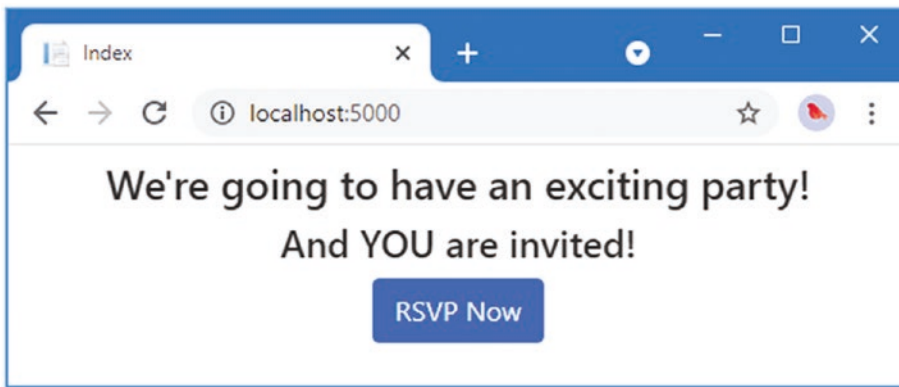 Index
localhost:5000
We're going to have an exciting party!
And YOU are invited!
RSVP Now